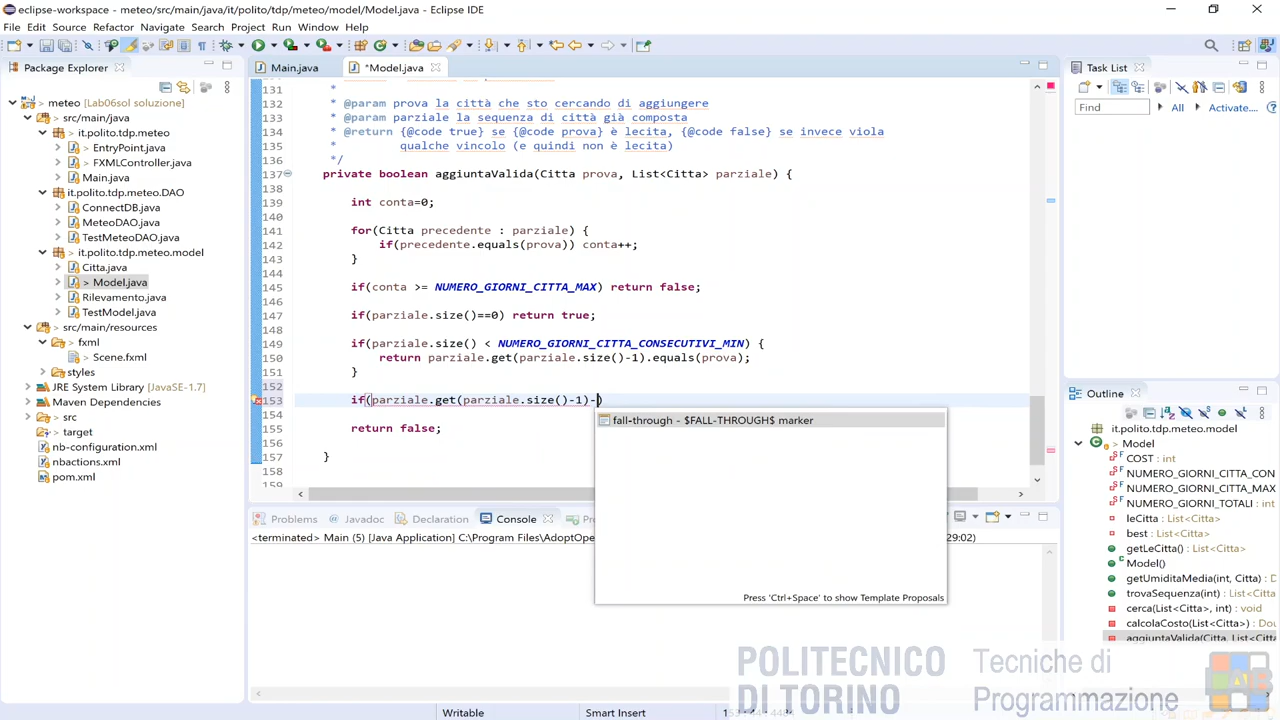 eclipse-workspace - meteo/src/main/java/it/polito/tdp/meteo/model/Model.java - Eclipse IDE
File Edit Source Refactor Navigate Search Project Run Window Help
Package Explorer
meteo [Lab06sol soluzione]
src/main/java
it.polito.tdp.meteo
EntryPoint.java
> FXMLController.java
Main.java
it.polito.tdp.meteo.DAO
ConnectDB.java
MeteoDAO.java
TestMeteoDAO.java
it.polito.tdp.meteo.model
Citta.java
> Model.java
Rilevamento.java
TestModel.java
src/main/resources
fxml
Scene.fxml
styles
JRE System Library [JavaSE-1.7]
Maven Dependencies
src
target
nb-configuration.xml
nbactions.xml
pom.xml
Main.java *Model.java
131 *
132 * @param prova la città che sto cercando di aggiungere
133 * @param parziale la sequenza di città già composta
134 * @return {@code true} se {@code prova} è lecita, {@code false} se invece viola
135 * qualche vincolo (e quindi non è lecita)
136 */
137 private boolean aggiuntaValida(Citta prova, List<Citta> parziale) {
138
139 int conta=0;
140
141 for(Citta precedente : parziale) {
142 if(precedente.equals(prova)) conta++;
143 }
144
145 if(conta >= NUMERO_GIORNI_CITTA_MAX) return false;
146
147 if(parziale.size()==0) return true;
148
149 if(parziale.size() < NUMERO_GIORNI_CITTA_CONSECUTIVI_MIN) {
150 return parziale.get(parziale.size()-1).equals(prova);
151 }
152
153 if(parziale.get(parziale.size()-1)-)
154
155 return false;
156
157 }
158
159
fall-through - $FALL-THROUGH$ marker
Press 'Ctrl+Space' to show Template Proposals
Problems Javadoc Declaration Console
<terminated> Main (5) [Java Application] C:\Program Files\AdoptOpe
29:02)
Task List
Find All Activate...
Outline
it.polito.tdp.meteo.model
Model
COST : int
NUMERO_GIORNI_CITTA_CON
NUMERO_GIORNI_CITTA_MAX
NUMERO_GIORNI_TOTALI : int
leCitta : List<Citta>
best : List<Citta>
getLeCitta() : List<Citta>
Model()
getUmiditaMedia(int, Citta) :
trovaSequenza(int) : List<Cit
cerca(List<Citta>, int) : void
calcolaCosto(List<Citta>) : Dou
aggiuntaValida(Citta, List<Cit
Writable Smart Insert
POLITECNICO
DI TORINO
Tecniche di
Programmazione